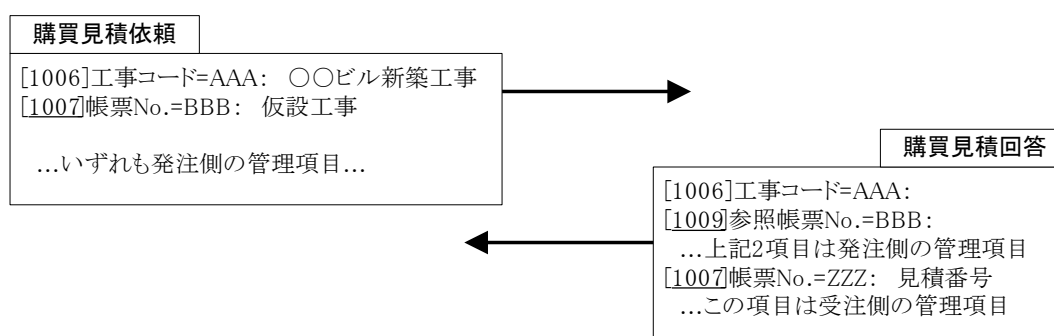 購買見積依頼
[1006]工事コード=AAA: ○○ビル新築工事
[1007]帳票No.=BBB: 仮設工事
…いずれも発注側の管理項目…
購買見積回答
[1006]工事コード=AAA:
[1009]参照帳票No.=BBB:
…上記2項目は発注側の管理項目
[1007]帳票No.=ZZZ: 見積番号
…この項目は受注側の管理項目